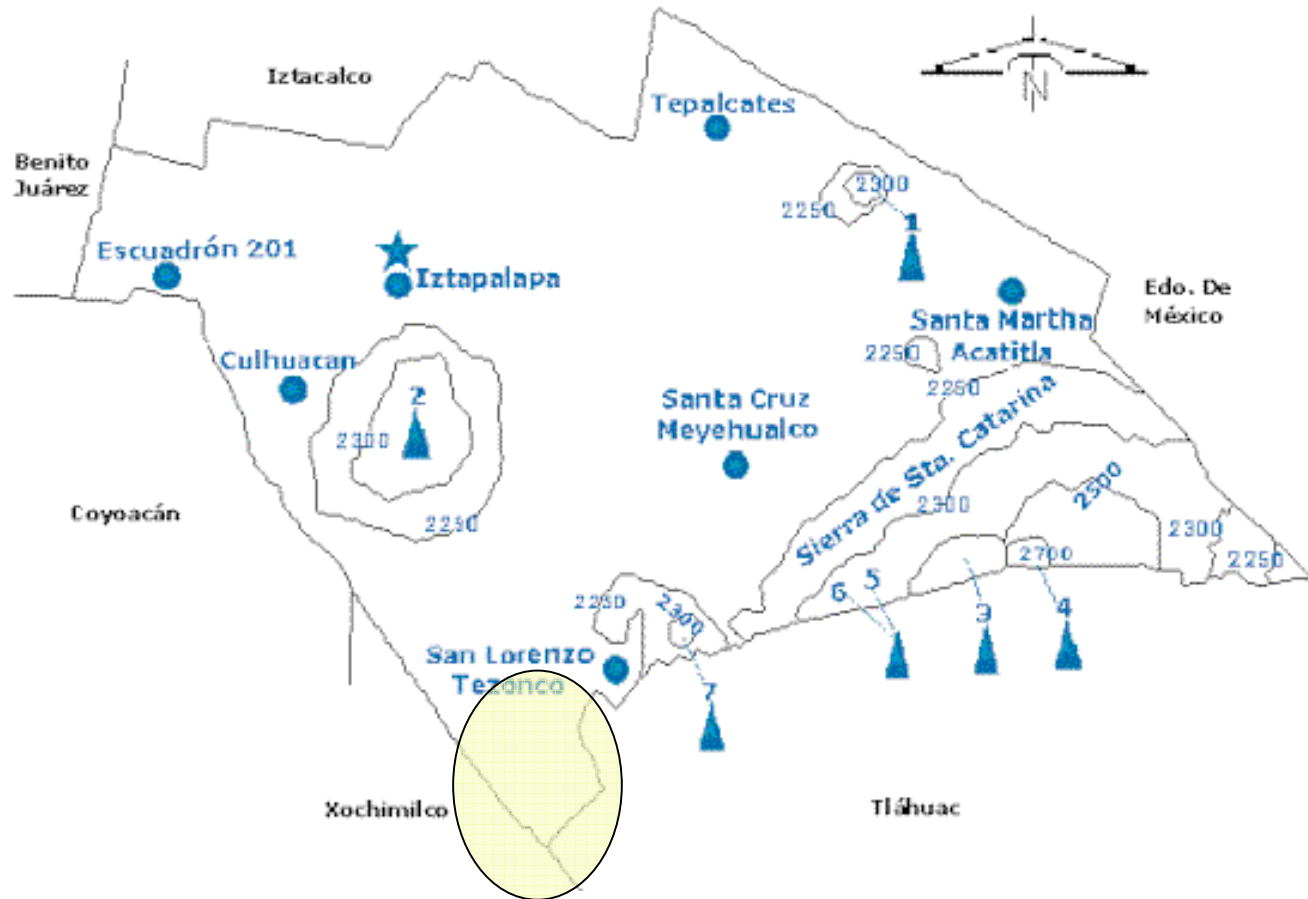 Iztacalco
N
Tepalcates
Benito
Juárez
2300
2250
1
Escuadrón 201
Iztapalapa
Edo. De
México
Santa Martha
Acatitla
2250
Culhuacan
2250
2
Santa Cruz
Meyehualco
2300
Sierra de Sta. Catarina
2500
Coyoacán
2250
2300
2300
2700
2250
6
5
2250
2300
3
4
San Lorenzo
Tezonco
7
Xochimilco
Tláhuac